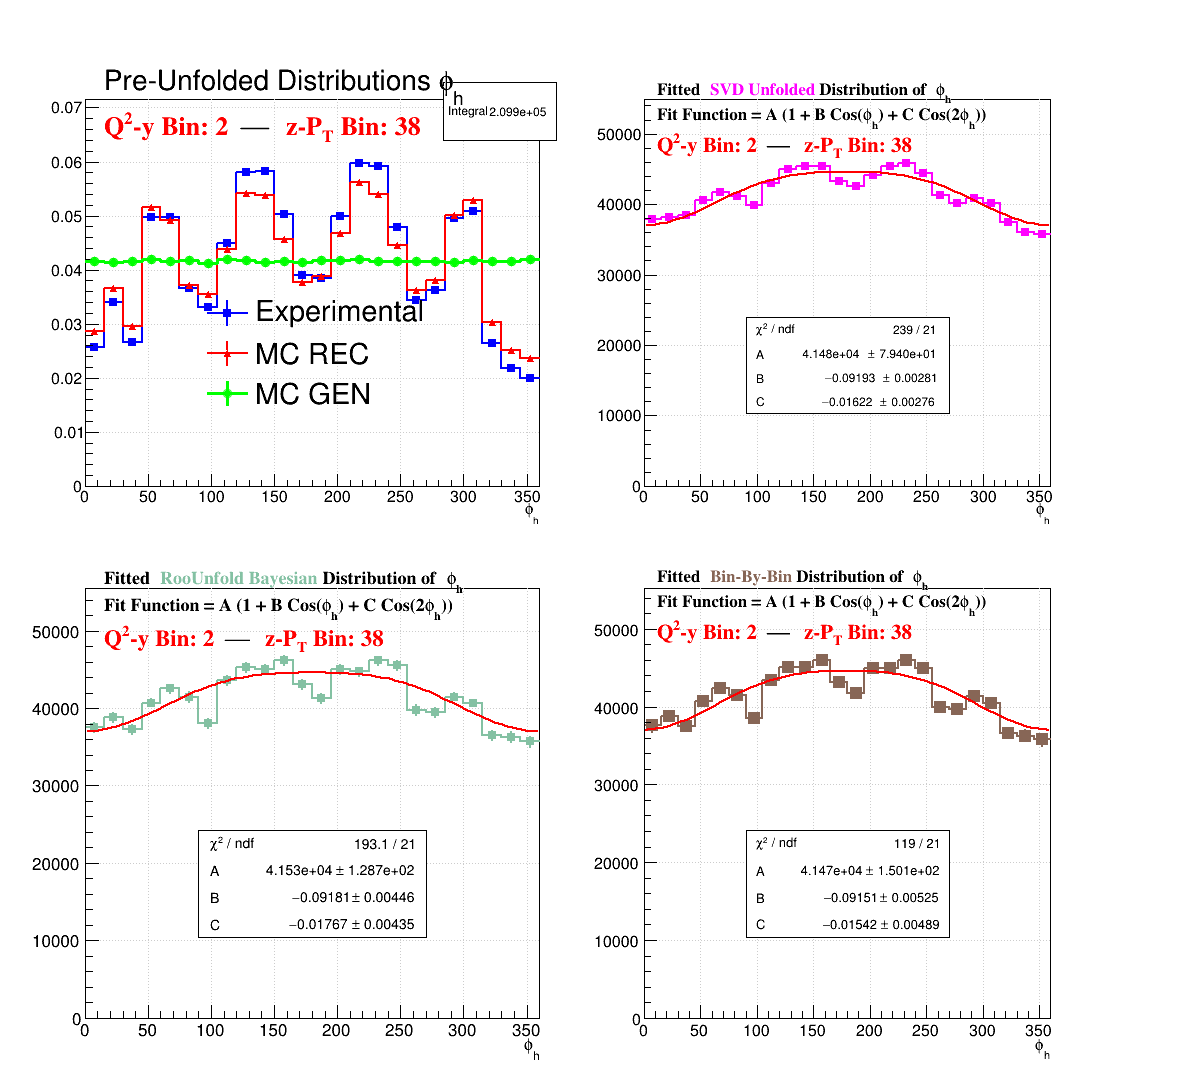 Pre-Unfolded Distributions ϕh
Integral 2.099e+05
Q2-y Bin: 2 — z-PT Bin: 38
0.07
0.06
0.05
0.04
0.03
0.02
0.01
0
Experimental
MC REC
MC GEN
0 50 100 150 200 250 300 350
ϕh
Fitted SVD Unfolded Distribution of ϕh
Fit Function = A (1 + B Cos(ϕh) + C Cos(2ϕh))
Q2-y Bin: 2 — z-PT Bin: 38
50000
40000
30000
20000
10000
0
χ2 / ndf 239 / 21
A 4.148e+04 ± 7.940e+01
B −0.09193 ± 0.00281
C −0.01622 ± 0.00276
0 50 100 150 200 250 300 350
ϕh
Fitted RooUnfold Bayesian Distribution of ϕh
Fit Function = A (1 + B Cos(ϕh) + C Cos(2ϕh))
Q2-y Bin: 2 — z-PT Bin: 38
50000
40000
30000
20000
10000
0
χ2 / ndf 193.1 / 21
A 4.153e+04 ± 1.287e+02
B −0.09181 ± 0.00446
C −0.01767 ± 0.00435
0 50 100 150 200 250 300 350
ϕh
Fitted Bin-By-Bin Distribution of ϕh
Fit Function = A (1 + B Cos(ϕh) + C Cos(2ϕh))
Q2-y Bin: 2 — z-PT Bin: 38
50000
40000
30000
20000
10000
0
χ2 / ndf 119 / 21
A 4.147e+04 ± 1.501e+02
B −0.09151 ± 0.00525
C −0.01542 ± 0.00489
0 50 100 150 200 250 300 350
ϕh